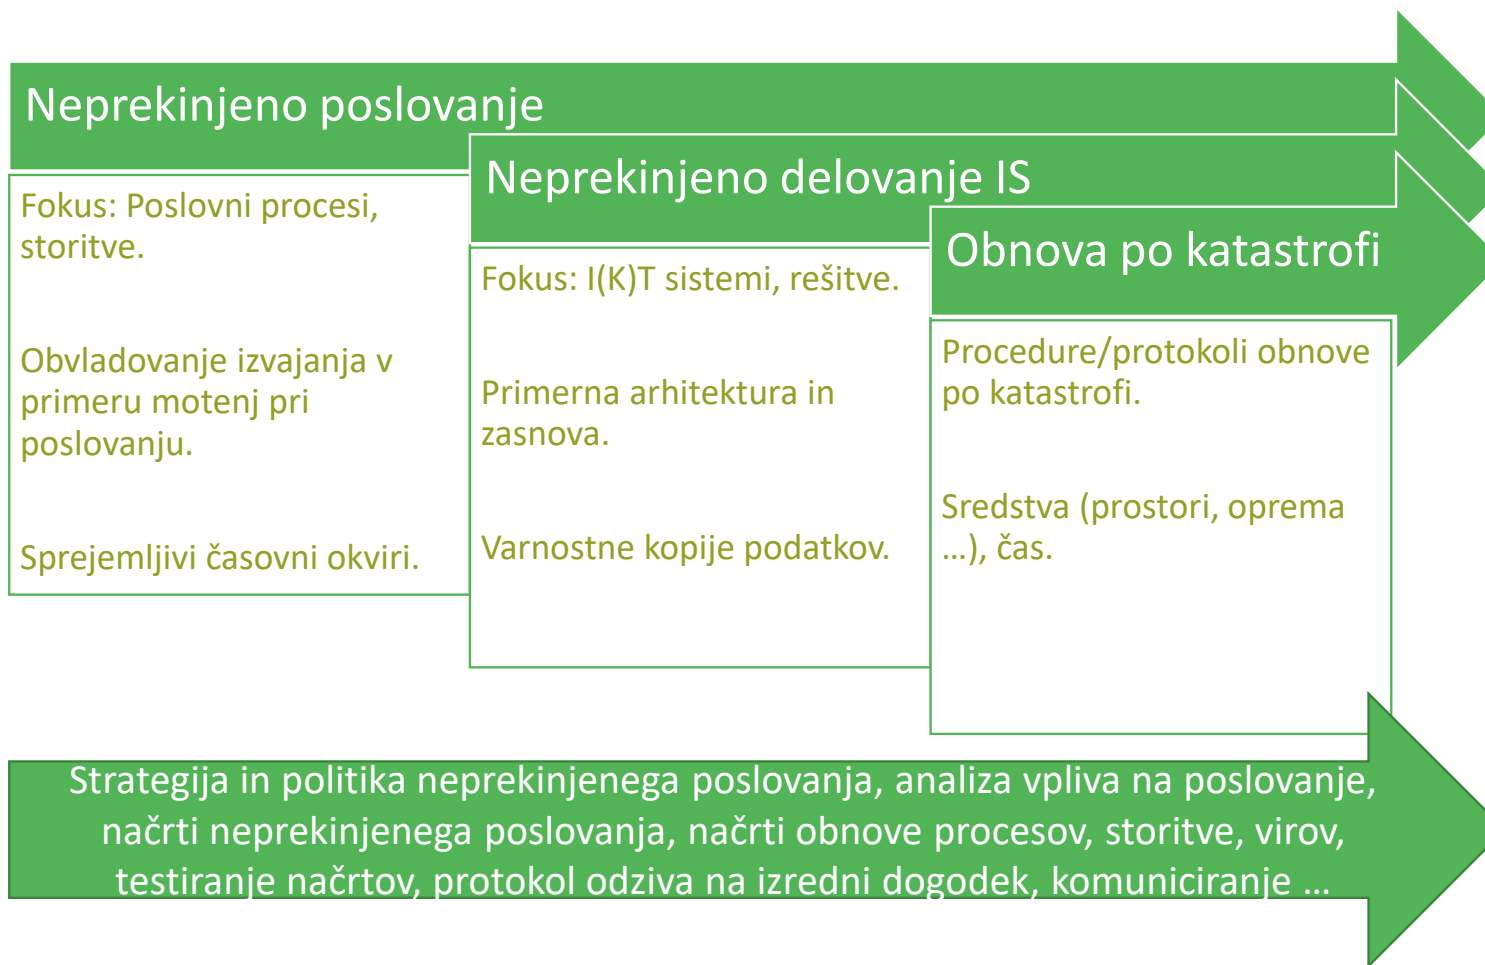 Neprekinjeno poslovanje
Fokus: Poslovni procesi,
storitve.
Obvladovanje izvajanja v
primeru motenj pri
poslovanju.
Sprejemljivi časovni okviri.
Neprekinjeno delovanje IS
Fokus: I(K)T sistemi, rešitve.
Primerna arhitektura in
zasnova.
Varnostne kopije podatkov.
Obnova po katastrofi
Procedure/protokoli obnove
po katastrofi.
Sredstva (prostori, oprema
…), čas.
Strategija in politika neprekinjenega poslovanja, analiza vpliva na poslovanje,
načrti neprekinjenega poslovanja, načrti obnove procesov, storitve, virov,
testiranje načrtov, protokol odziva na izredni dogodek, komuniciranje …